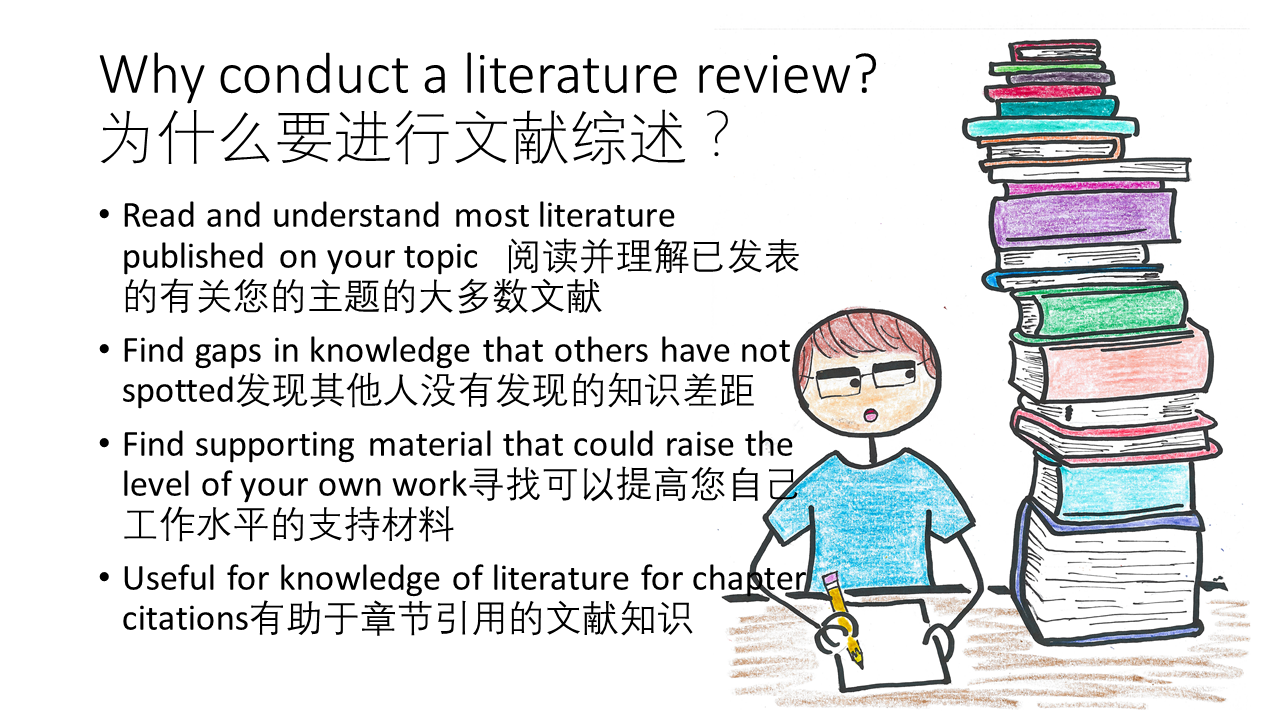 Why conduct a literature review?
为什么要进行文献综述？
• Read and understand most literature
published on your topic 阅读并理解已发表
的有关您的主题的大多数文献
• Find gaps in knowledge that others have not
spotted发现其他人没有发现的知识差距
• Find supporting material that could raise the
level of your own work寻找可以提高您自己
工作水平的支持材料
• Useful for knowledge of literature for chapter
citations有助于章节引用的文献知识